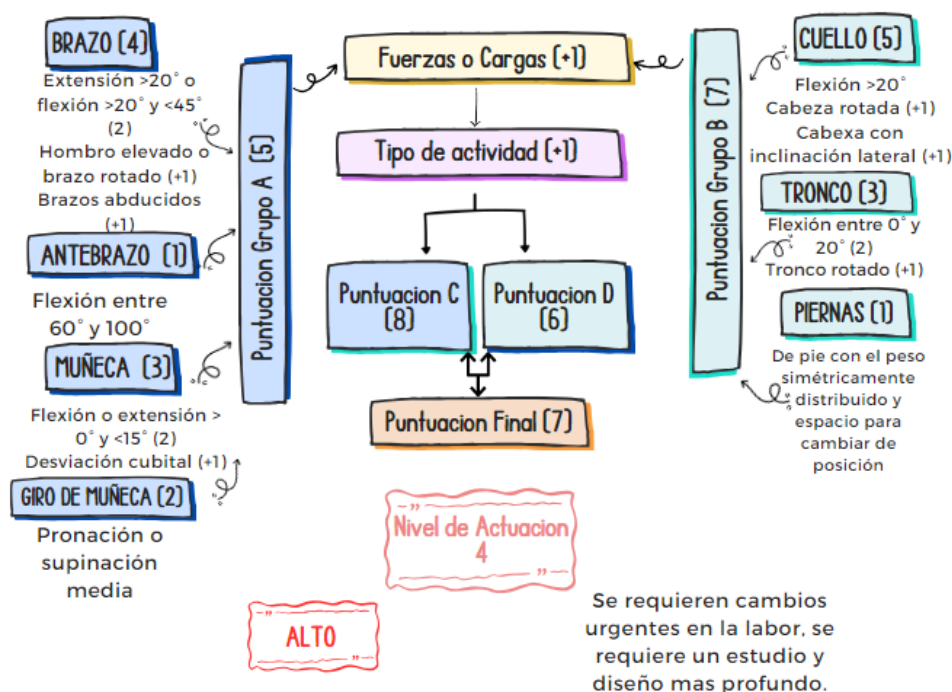 BRAZO (4)
Extensión >20° o
flexión >20° y <45°
(2)
Hombro elevado o
brazo rotado (+1)
Brazos abducidos
(+1)
ANTEBRAZO (1)
Flexión entre
60° y 100°
MUÑECA (3)
Flexión o extensión >
0° y <15° (2)
Desviación cubital (+1)
GIRO DE MUÑECA (2)
Pronación o
supinación
media
Puntuacion Grupo A (5)
Fuerzas o Cargas (+1)
Tipo de actividad (+1)
Puntuacion C
(8)
Puntuacion D
(6)
Puntuacion Final (7)
Nivel de Actuacion
4
ALTO
Puntuacion Grupo B (7)
CUELLO (5)
Flexión >20°
Cabeza rotada (+1)
Cabexa con
inclinación lateral (+1)
TRONCO (3)
Flexión entre 0° y
20° (2)
Tronco rotado (+1)
PIERNAS (1)
De pie con el peso
simétricamente
distribuido y
espacio para
cambiar de
posición
Se requieren cambios
urgentes en la labor, se
requiere un estudio y
diseño mas profundo.